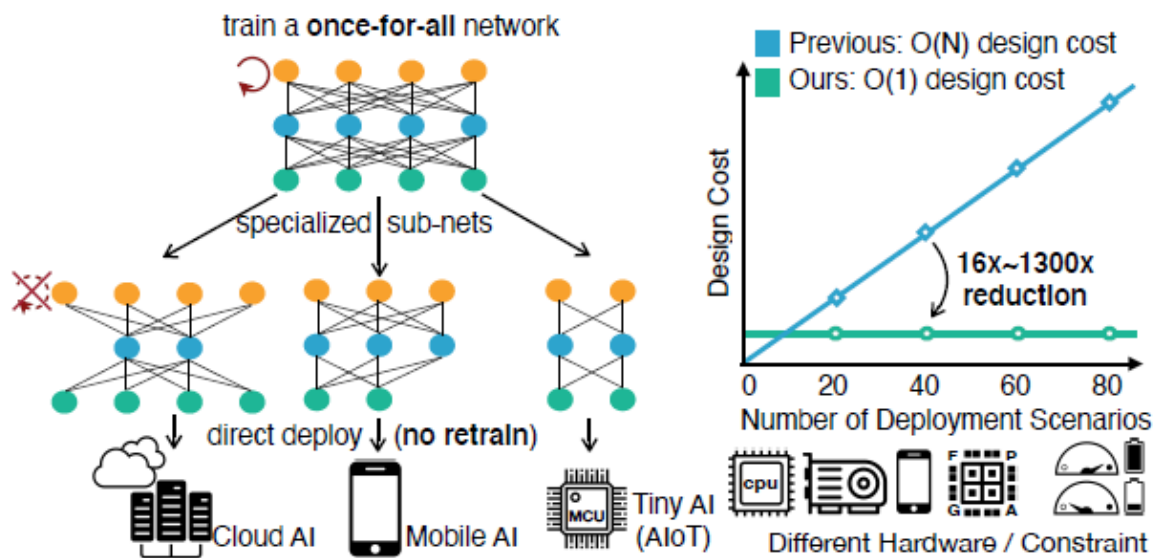 train a once-for-all network
specialized sub-nets
direct deploy (no retrain)
Cloud AI
Mobile AI
MCU
Tiny AI
(AIoT)
Previous: O(N) design cost
Ours: O(1) design cost
Design Cost
16x~1300x
reduction
0 20 40 60 80
Number of Deployment Scenarios
cpu
F P
G A
Different Hardware / Constraint